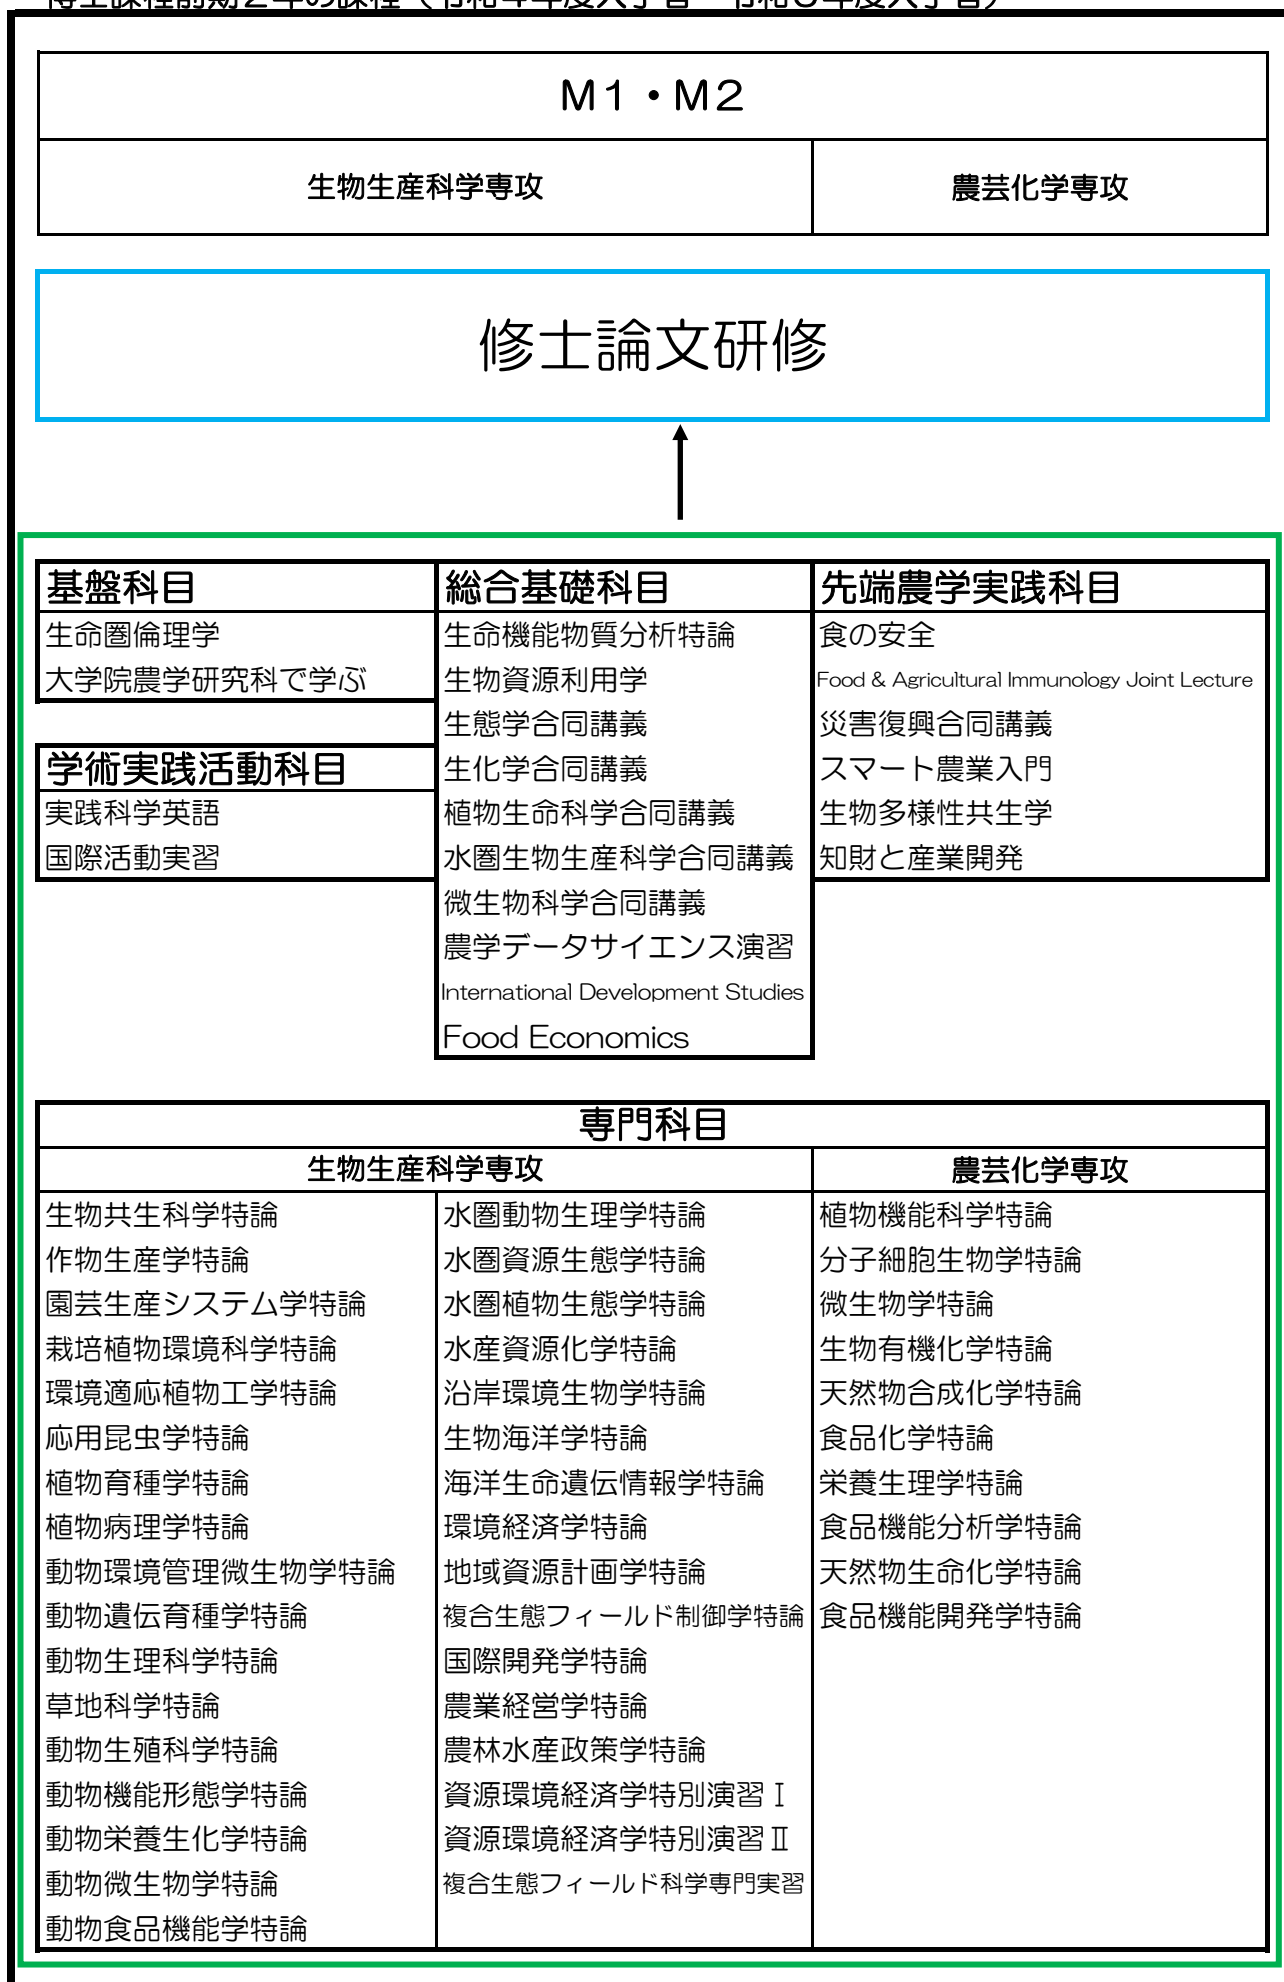 M1・M2
生物生産科学専攻
農芸化学専攻
修士論文研修
基盤科目
生命圏倫理学
大学院農学研究科で学ぶ
学術実践活動科目
実践科学英語
国際活動実習
総合基礎科目
生命機能物質分析特論
生物資源利用学
生態学合同講義
生化学合同講義
植物生命科学合同講義
水圏生物生産科学合同講義
微生物科学合同講義
農学データサイエンス演習
International Development Studies
Food Economics
先端農学実践科目
食の安全
Food & Agricultural Immunology Joint Lecture
災害復興合同講義
スマート農業入門
生物多様性共生学
知財と産業開発
専門科目
生物生産科学専攻
生物共生科学特論
作物生産学特論
園芸生産システム学特論
栽培植物環境科学特論
環境適応植物工学特論
応用昆虫学特論
植物育種学特論
植物病理学特論
動物環境管理微生物学特論
動物遺伝育種学特論
動物生理科学特論
草地科学特論
動物生殖科学特論
動物機能形態学特論
動物栄養生化学特論
動物微生物学特論
動物食品機能学特論
水圏動物生理学特論
水圏資源生態学特論
水圏植物生態学特論
水産資源化学特論
沿岸環境生物学特論
生物海洋学特論
海洋生命遺伝情報学特論
環境経済学特論
地域資源計画学特論
複合生態フィールド制御学特論
国際開発学特論
農業経営学特論
農林水産政策学特論
資源環境経済学特別演習Ⅰ
資源環境経済学特別演習Ⅱ
複合生態フィールド科学専門実習
農芸化学専攻
植物機能科学特論
分子細胞生物学特論
微生物学特論
生物有機化学特論
天然物合成化学特論
食品化学特論
栄養生理学特論
食品機能分析学特論
天然物生命化学特論
食品機能開発学特論